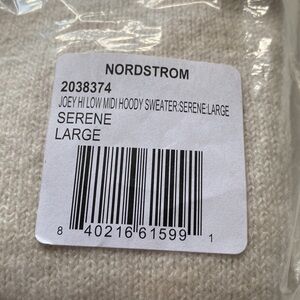 NORDSTROM
2038374
JOEY HI LOW MIDI HOODY SWEATER:SERENE:LARGE
SERENE
LARGE
8 40216 61599 1